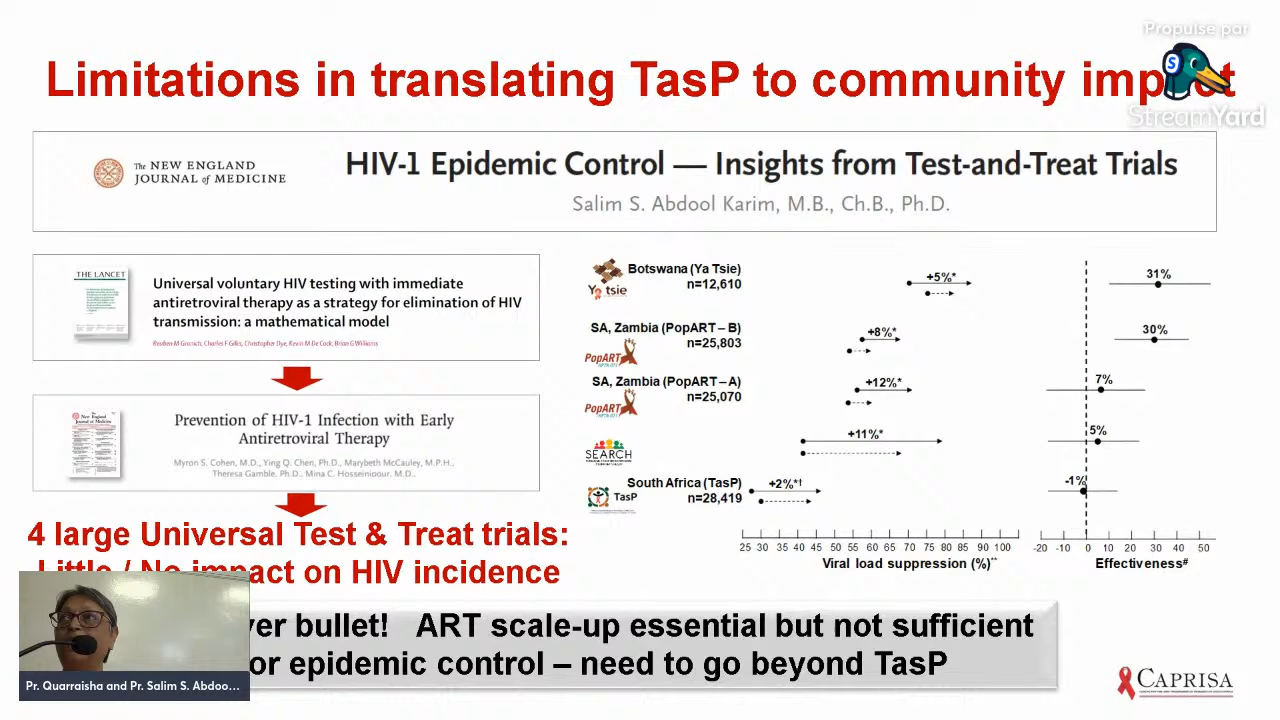 Propulsé par
StreamYard
Limitations in translating TasP to community imp
The NEW ENGLAND
JOURNAL of MEDICINE
HIV-1 Epidemic Control — Insights from Test-and-Treat Trials
Salim S. Abdool Karim, M.B., Ch.B., Ph.D.
THE LANCET
Universal voluntary HIV testing with immediate
antiretroviral therapy as a strategy for elimination of HIV
transmission: a mathematical model
Reuben M Granich, Charles F Gilks, Christopher Dye, Kevin M De Cock, Brian G Williams
Prevention of HIV-1 Infection with Early
Antiretroviral Therapy
Myron S. Cohen, M.D., Ying Q. Chen, Ph.D., Marybeth McCauley, M.P.H.,
Theresa Gamble, Ph.D., Mina C. Hosseinipour, M.D.,
4 large Universal Test & Treat trials:
Little / No impact on HIV incidence
Botswana (Ya Tsie)
n=12,610
Ya tsie
+5%*
31%
SA, Zambia (PopART – B)
n=25,803
PopART
+8%*
30%
SA, Zambia (PopART – A)
n=25,070
PopART
+12%*
7%
SEARCH
+11%*
5%
South Africa (TasP)
n=28,419
TasP
+2%*†
-1%
25 30 35 40 45 50 55 60 65 70 75 80 85 90 95 100
Viral load suppression (%)**
-20 -10 0 10 20 30 40 50
Effectiveness#
ver bullet! ART scale-up essential but not sufficient
or epidemic control – need to go beyond TasP
Pr. Quarraisha and Pr. Salim S. Abdoo...
CAPRISA